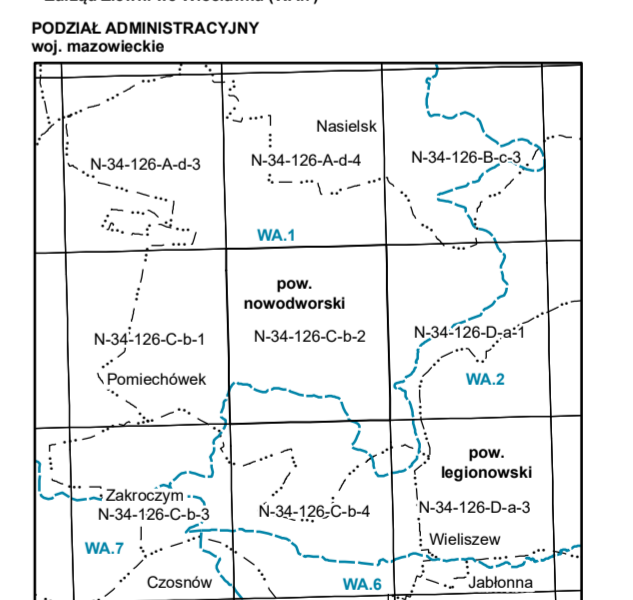 PODZIAŁ ADMINISTRACYJNY
woj. mazowieckie
Nasielsk
N-34-126-A-d-3
N-34-126-A-d-4
N-34-126-B-c-3
WA.1
pow.
nowodworski
N-34-126-C-b-1
N-34-126-C-b-2
N-34-126-D-a-1
Pomiechówek
WA.2
pow.
legionowski
Zakroczym
N-34-126-C-b-3
N-34-126-C-b-4
N-34-126-D-a-3
Wieliszew
WA.7
Czosnów
WA.6
Jabłonna